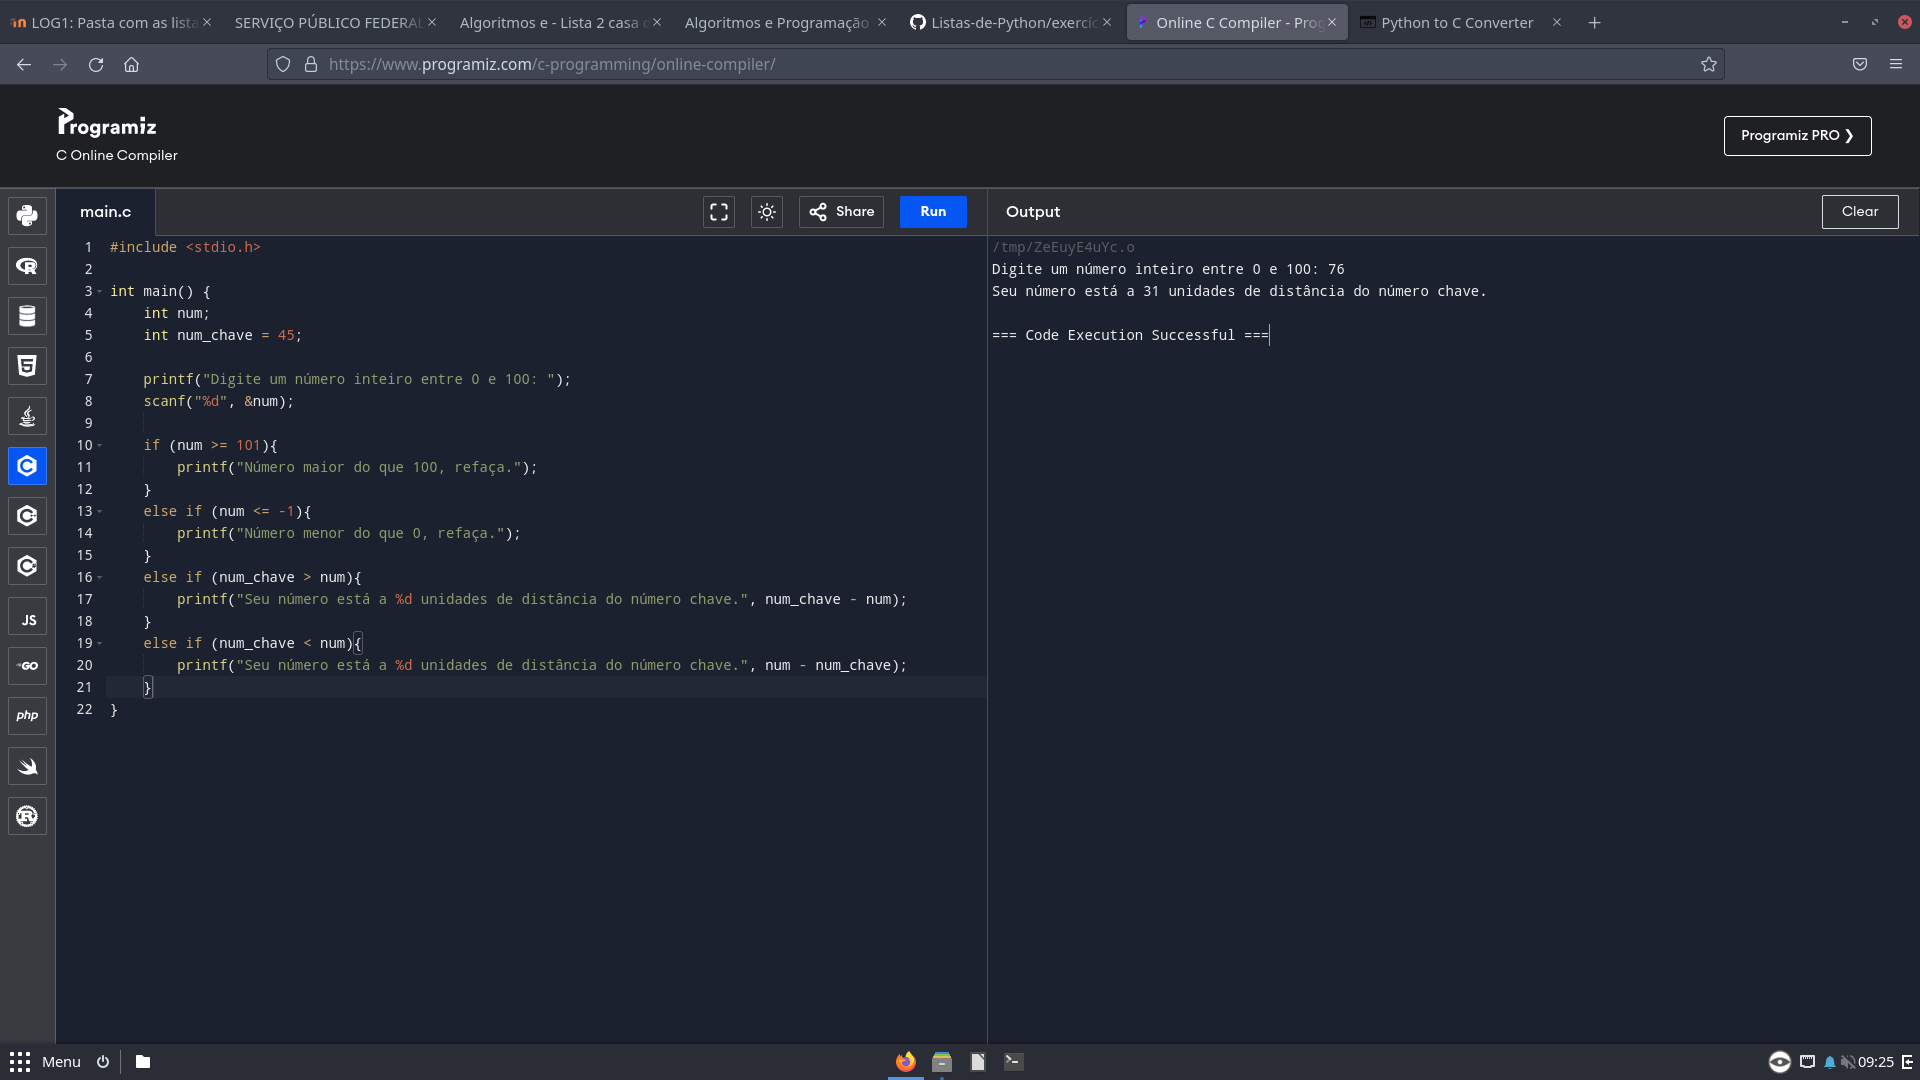 LOG1: Pasta com as lista
SERVIÇO PÚBLICO FEDERAL
Algoritmos e - Lista 2 casa d
Algoritmos e Programação
Listas-de-Python/exercíc
Online C Compiler - Prog
Python to C Converter
https://www.programiz.com/c-programming/online-compiler/
Programiz
C Online Compiler
Programiz PRO ❯
main.c
Share
Run
Output
Clear
1 #include <stdio.h>
2
3 int main() {
4     int num;
5     int num_chave = 45;
6
7     printf("Digite um número inteiro entre 0 e 100: ");
8     scanf("%d", &num);
9
10     if (num >= 101){
11         printf("Número maior do que 100, refaça.");
12     }
13     else if (num <= -1){
14         printf("Número menor do que 0, refaça.");
15     }
16     else if (num_chave > num){
17         printf("Seu número está a %d unidades de distância do número chave.", num_chave - num);
18     }
19     else if (num_chave < num){
20         printf("Seu número está a %d unidades de distância do número chave.", num - num_chave);
21     }
22 }
/tmp/ZeEuyE4uYc.o
Digite um número inteiro entre 0 e 100: 76
Seu número está a 31 unidades de distância do número chave.
=== Code Execution Successful ===
R
5
C
JS
GO
php
R
Menu
09:25